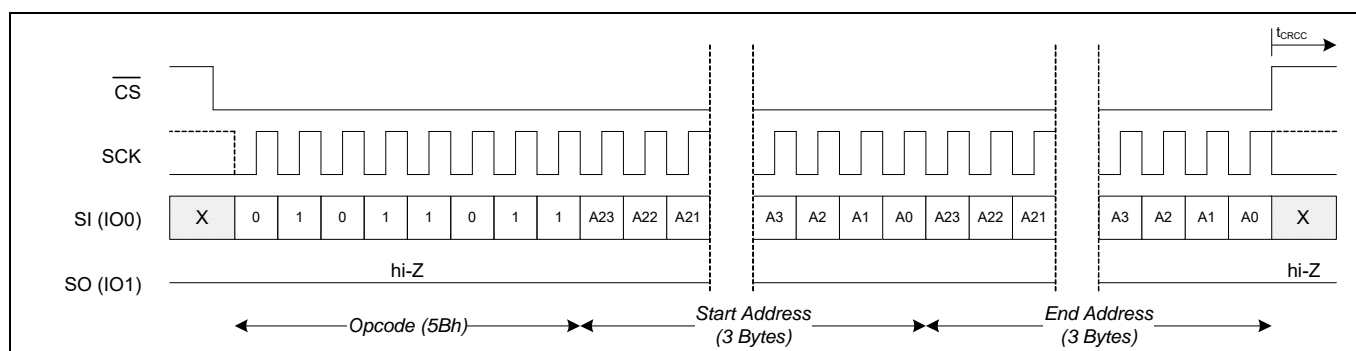 tCRCC
CS
SCK
SI (IO0) X 0 1 0 1 1 0 1 1 A23 A22 A21 A3 A2 A1 A0 A23 A22 A21 A3 A2 A1 A0 X
hi-Z hi-Z
SO (IO1)
Opcode (5Bh) Start Address End Address
(3 Bytes) (3 Bytes)